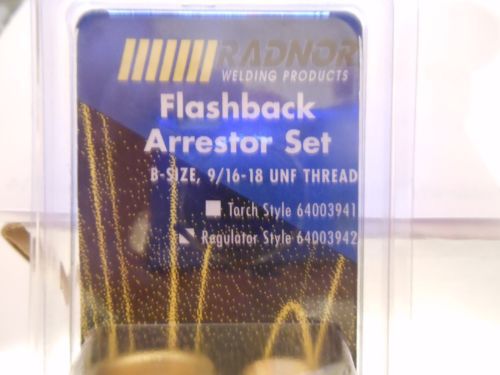 RADNOR
WELDING PRODUCTS
Flashback
Arrestor Set
B-SIZE, 9/16-18 UNF THREAD
Torch Style 64003941
Regulator Style 64003942